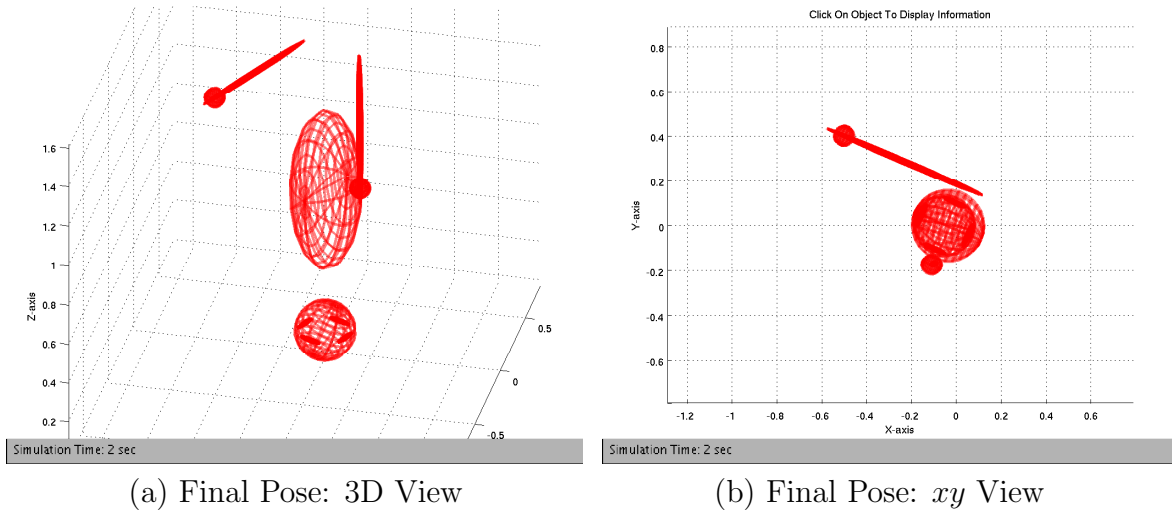 Click On Object To Display Information
1.6
1.4
1.2
1
0.8
0.6
0.4
0.2
Z-axis
0.5
0
-0.5
0.8
0.6
0.4
0.2
0
-0.2
-0.4
-0.6
Y-axis
-1.2 -1 -0.8 -0.6 -0.4 -0.2 0 0.2 0.4 0.6
X-axis
Simulation Time: 2 sec
Simulation Time: 2 sec
(a) Final Pose: 3D View
(b) Final Pose: xy View